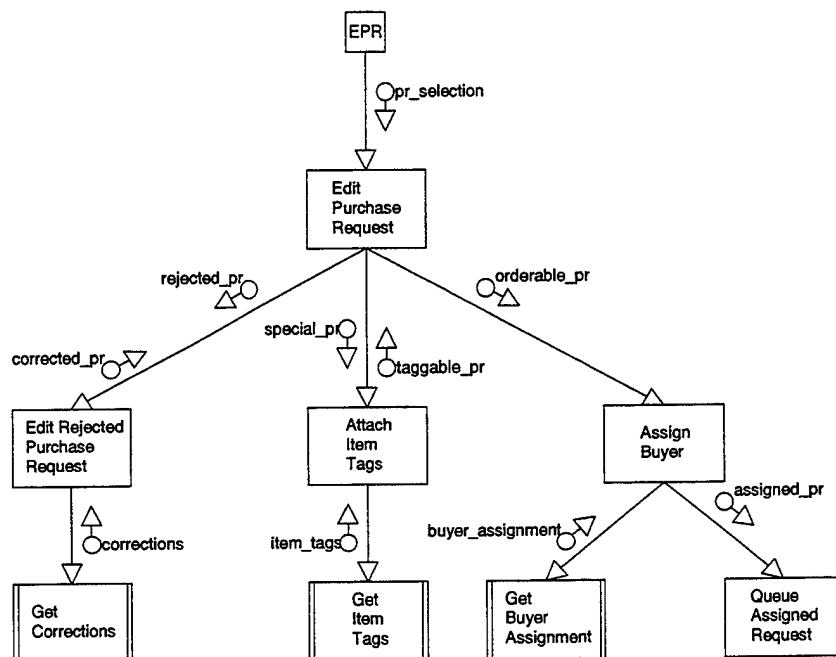 EPR
pr_selection
Edit
Purchase
Request
rejected_pr
orderable_pr
special_pr
corrected_pr
taggable_pr
Edit Rejected
Purchase
Request
Attach
Item
Tags
Assign
Buyer
assigned_pr
buyer_assignment
corrections
item_tags
Get
Corrections
Get
Item
Tags
Get
Buyer
Assignment
Queue
Assigned
Request